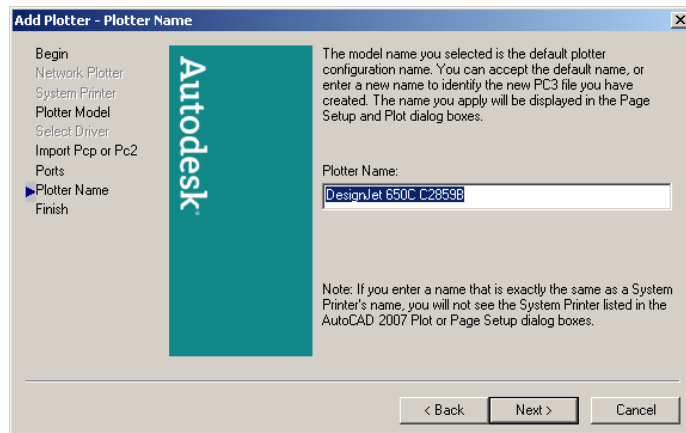 Add Plotter - Plotter Name
Begin
Network Plotter
System Printer
Plotter Model
Select Driver
Import Pcp or Pc2
Ports
Plotter Name
Finish
Autodesk
The model name you selected is the default plotter
configuration name. You can accept the default name, or
enter a new name to identify the new PC3 file you have
created. The name you apply will be displayed in the Page
Setup and Plot dialog boxes.
Plotter Name:
DesignJet 650C C2859B
Note: If you enter a name that is exactly the same as a System
Printer's name, you will not see the System Printer listed in the
AutoCAD 2007 Plot or Page Setup dialog boxes.
< Back
Next >
Cancel